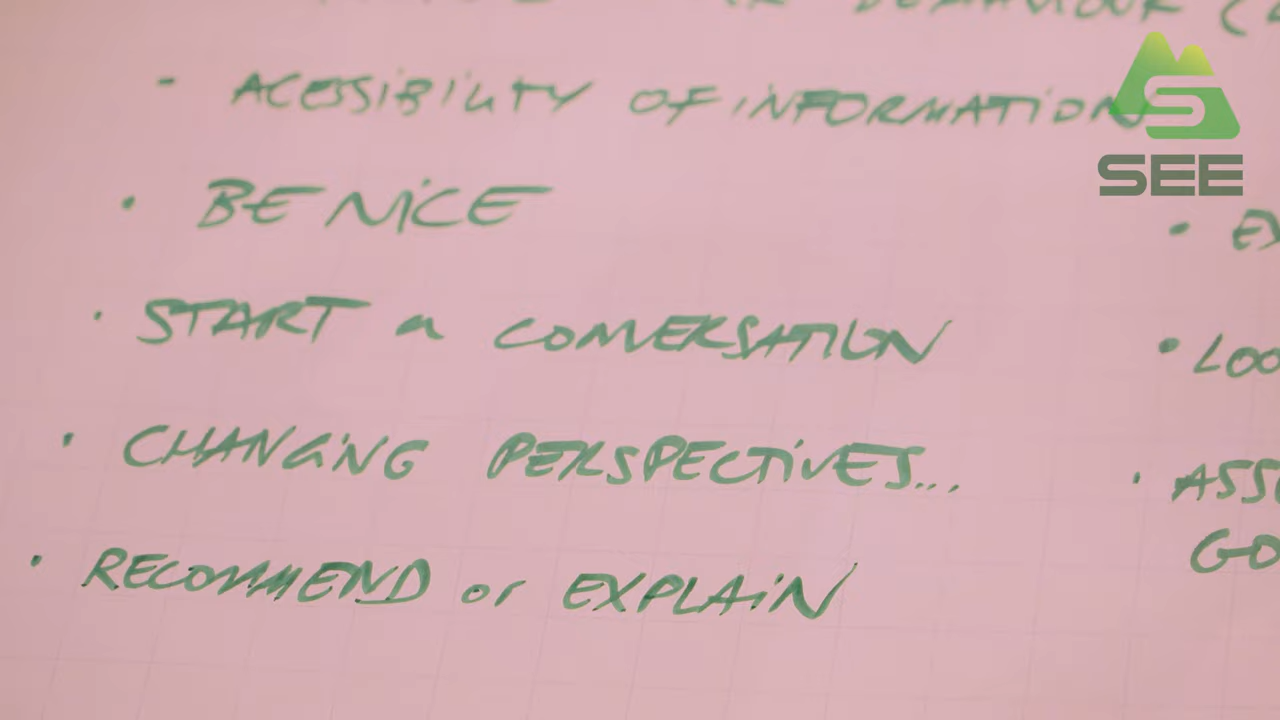 - ACESSIBILITY OF INFORMATION
• BE NICE
• START A CONVERSATION
• CHANGING PERSPECTIVES...
• RECOMMEND or EXPLAIN
S
SEE